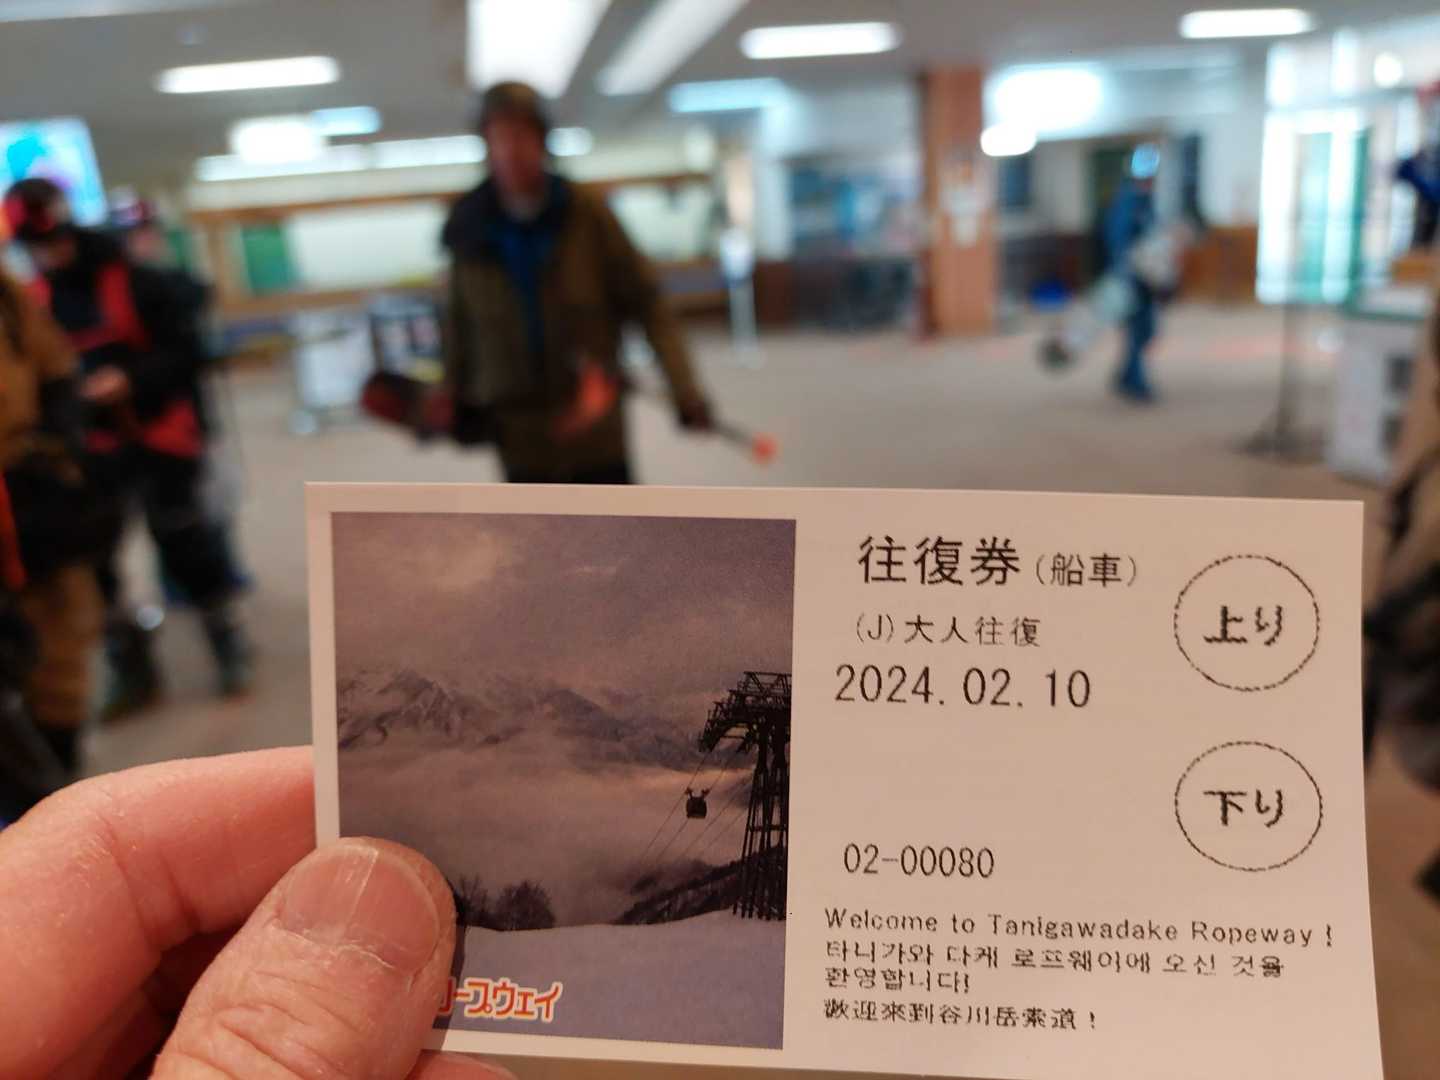 往復券(船車)
(J)大人往復
2024.02.10
上り
下り
02-00080
Welcome to Tanigawadake Ropeway !
타니가와 다케 로프웨이에 오신 것을
환영합니다!
歡迎來到谷川岳索道！
ープウェイ